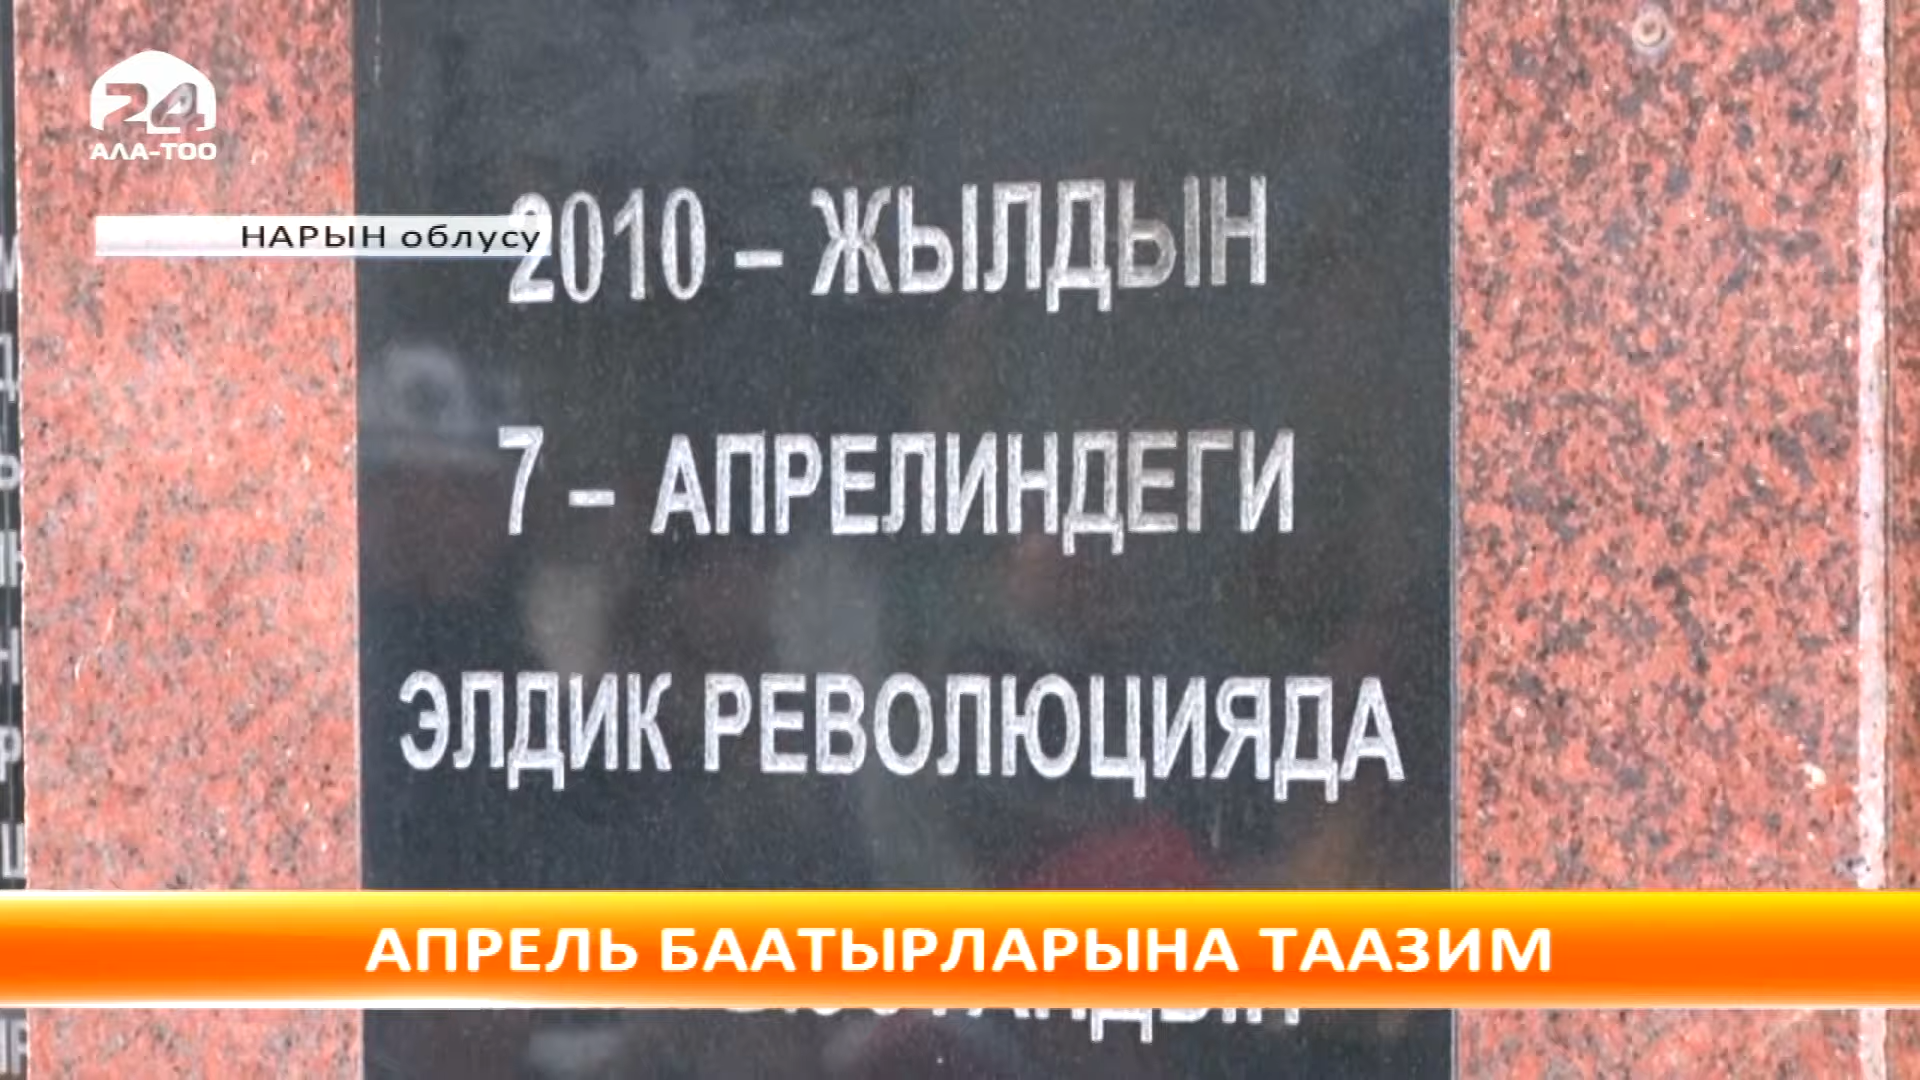 24
АЛА-ТОО
НАРЫН облусу
2010 – ЖЫЛДЫН
7 – АПРЕЛИНДЕГИ
ЭЛДИК РЕВОЛЮЦИЯДА
АПРЕЛЬ БААТЫРЛАРЫНА ТААЗИМ